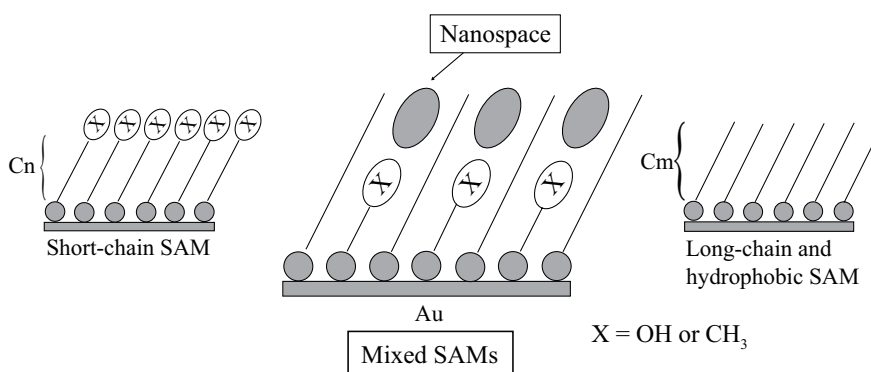 Nanospace
X X X X X X
Cn
Short-chain SAM
X X X
Au
Mixed SAMs
Cm
Long-chain and
hydrophobic SAM
X = OH or CH₃